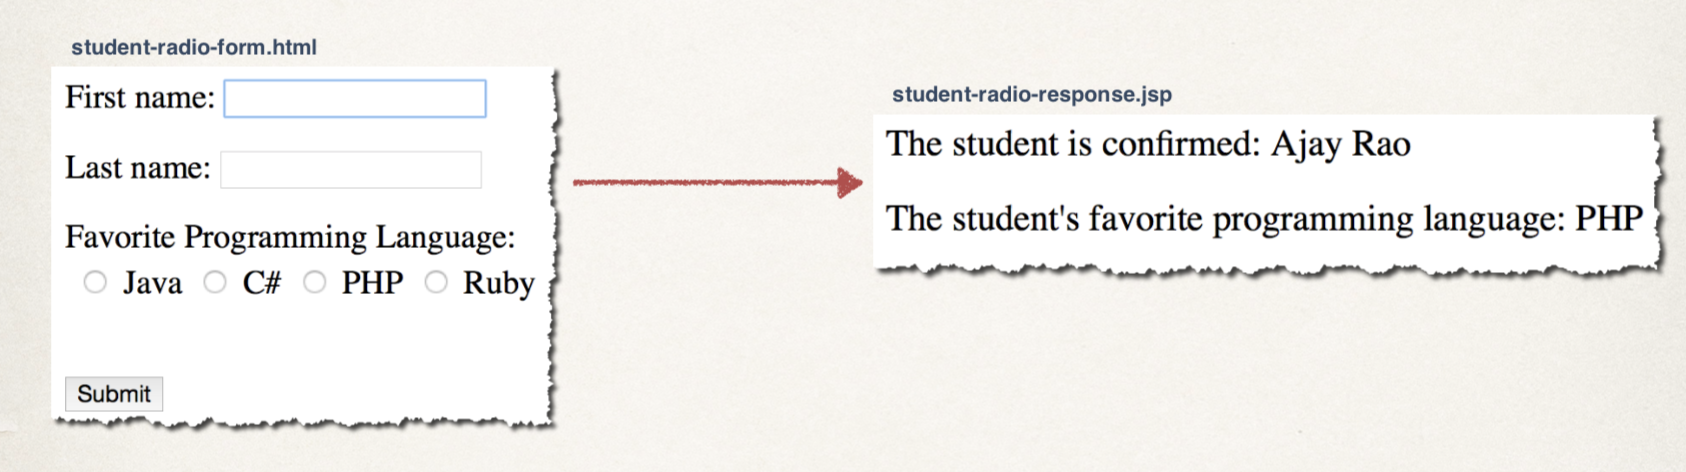 student-radio-form.html
First name:
Last name:
Favorite Programming Language:
Java C# PHP Ruby
Submit
student-radio-response.jsp
The student is confirmed: Ajay Rao
The student's favorite programming language: PHP